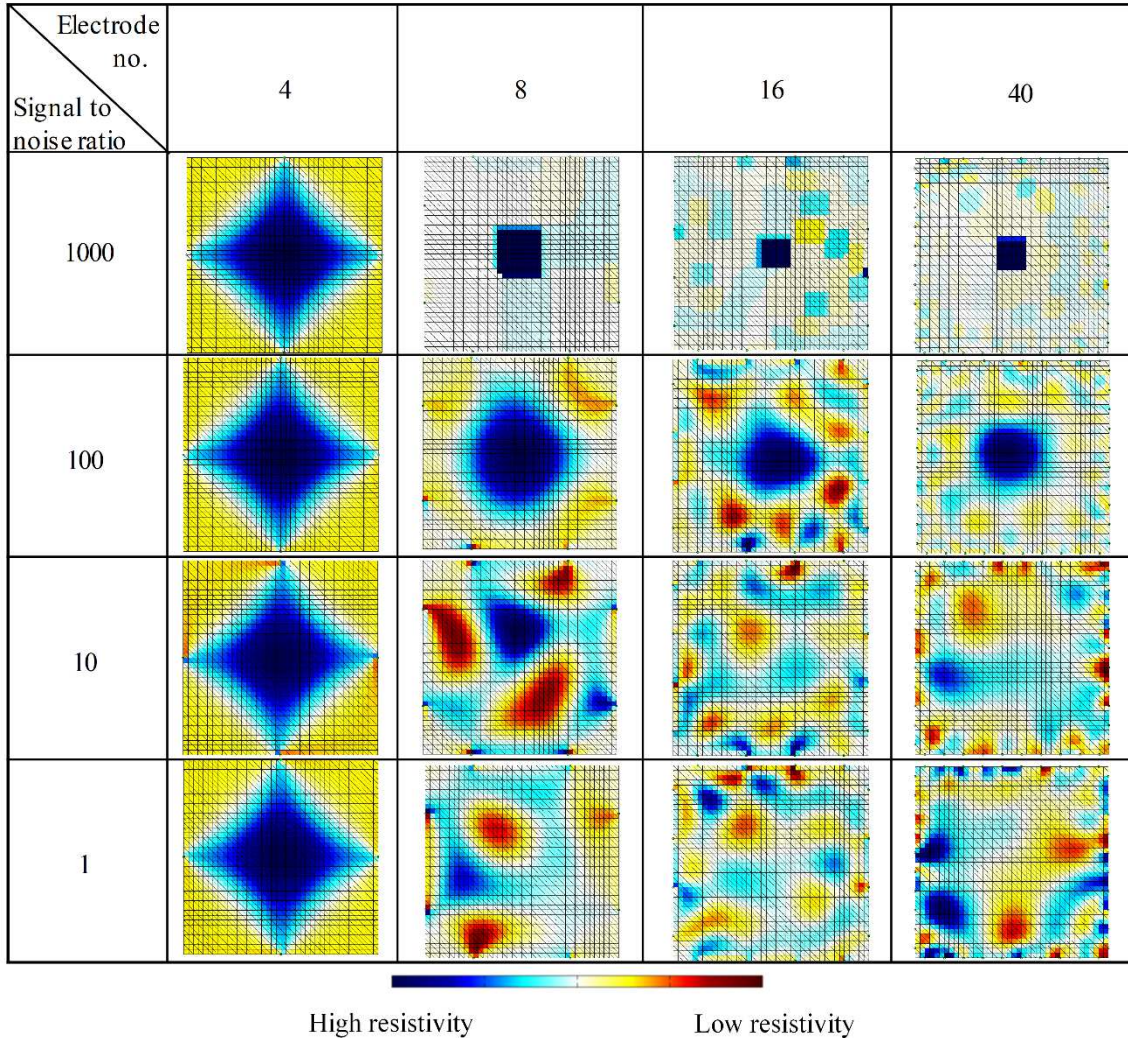 Electrode
no.
Signal to
noise ratio
4
8
16
40
1000
100
10
1
High resistivity
Low resistivity